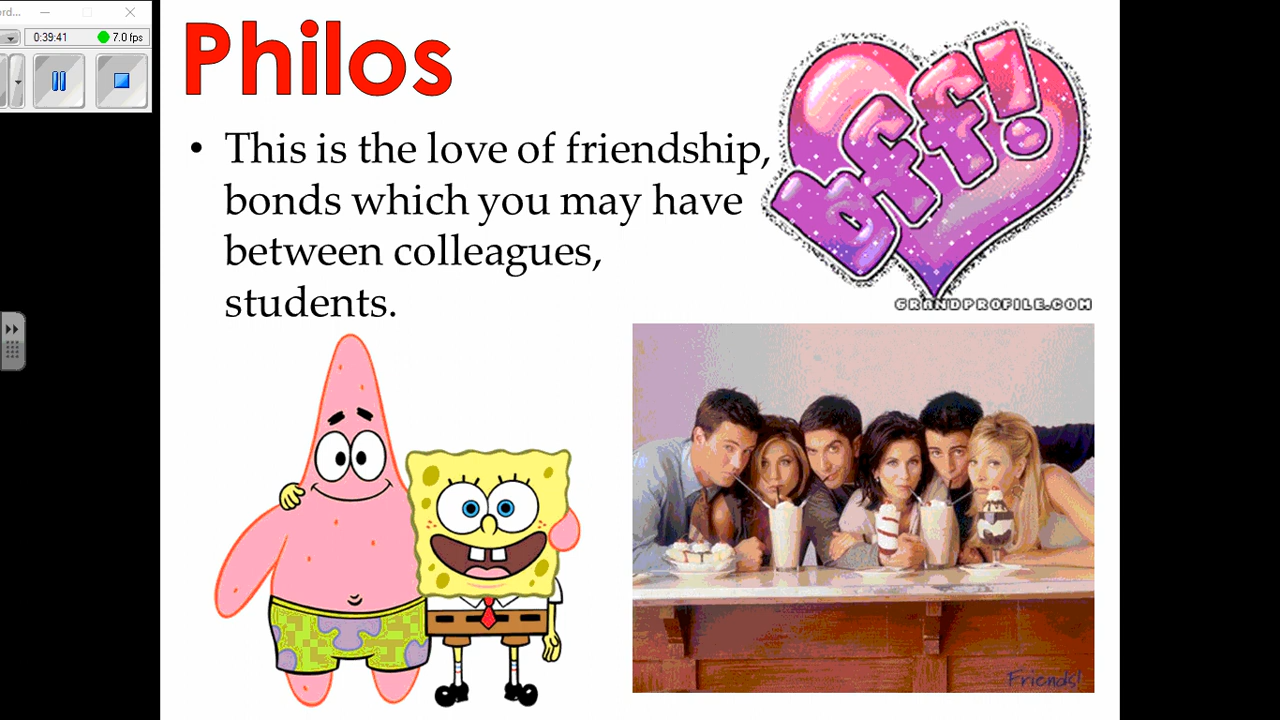 ord...
0:39:41 7.0 fps
Philos
• This is the love of friendship,
bonds which you may have
between colleagues,
students.
bff!
GRANDPROFILE.COM
Friends!